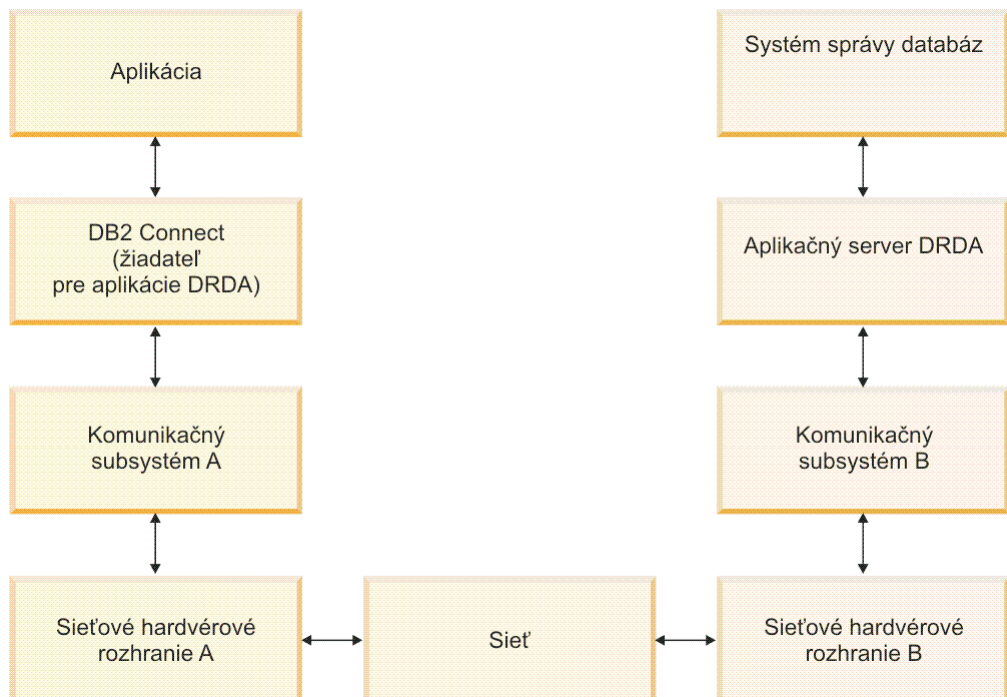 Aplikácia
DB2 Connect
(žiadateľ
pre aplikácie DRDA)
Komunikačný
subsystém A
Sieťové hardvérové
rozhranie A
Sieť
Systém správy databáz
Aplikačný server DRDA
Komunikačný
subsystém B
Sieťové hardvérové
rozhranie B